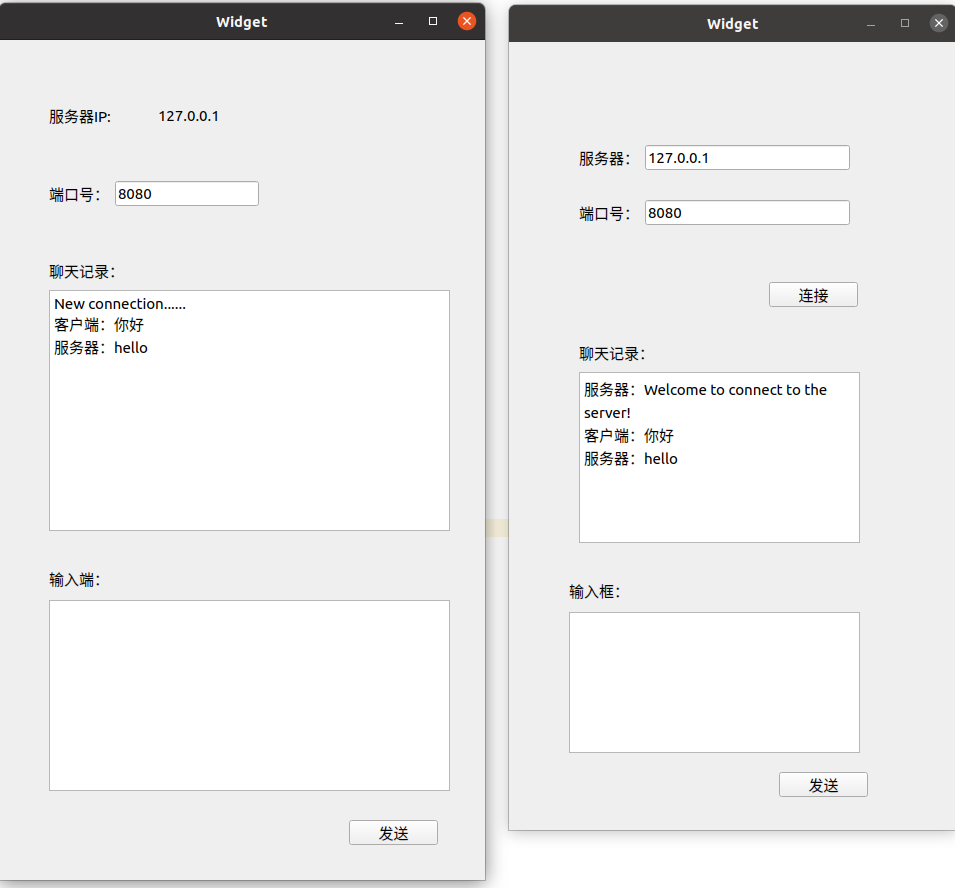 Widget
服务器IP: 127.0.0.1
端口号： 8080
聊天记录：
New connection......
客户端：你好
服务器：hello
输入端：
发送
Widget
服务器： 127.0.0.1
端口号： 8080
连接
聊天记录：
服务器：Welcome to connect to the
server!
客户端：你好
服务器：hello
输入框：
发送